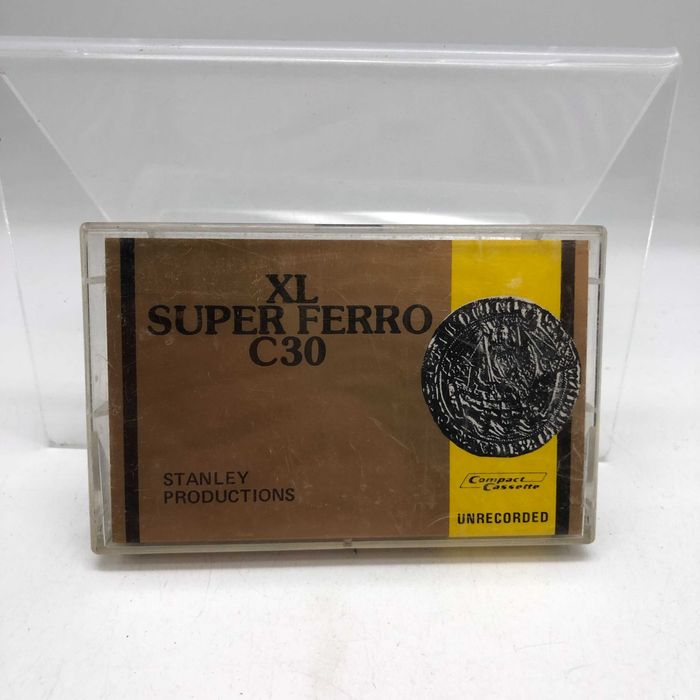 XL
SUPER FERRO
C30
STANLEY
PRODUCTIONS
Compact
Cassette
UNRECORDED